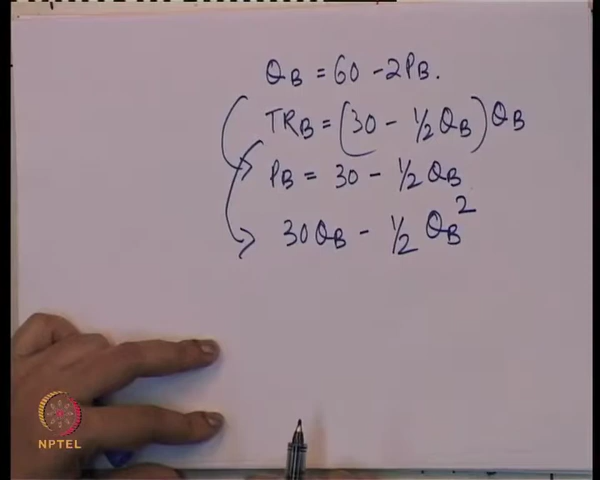 QB = 60 - 2PB.
TRB = (30 - 1/2 QB) QB
PB = 30 - 1/2 QB
30QB - 1/2 QB²
NPTEL